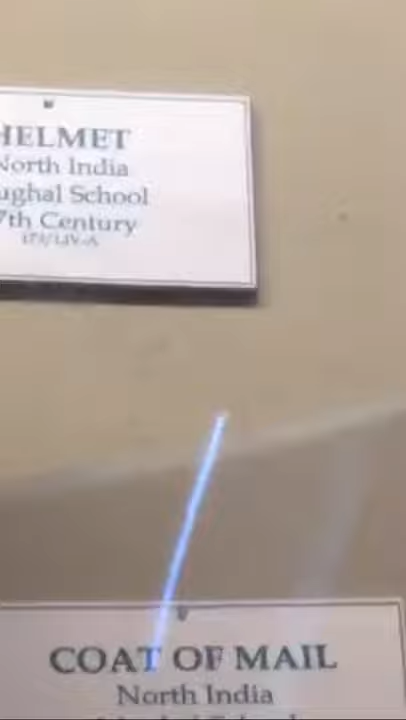 HELMET
North India
ughal School
7th Century
COAT OF MAIL
North India